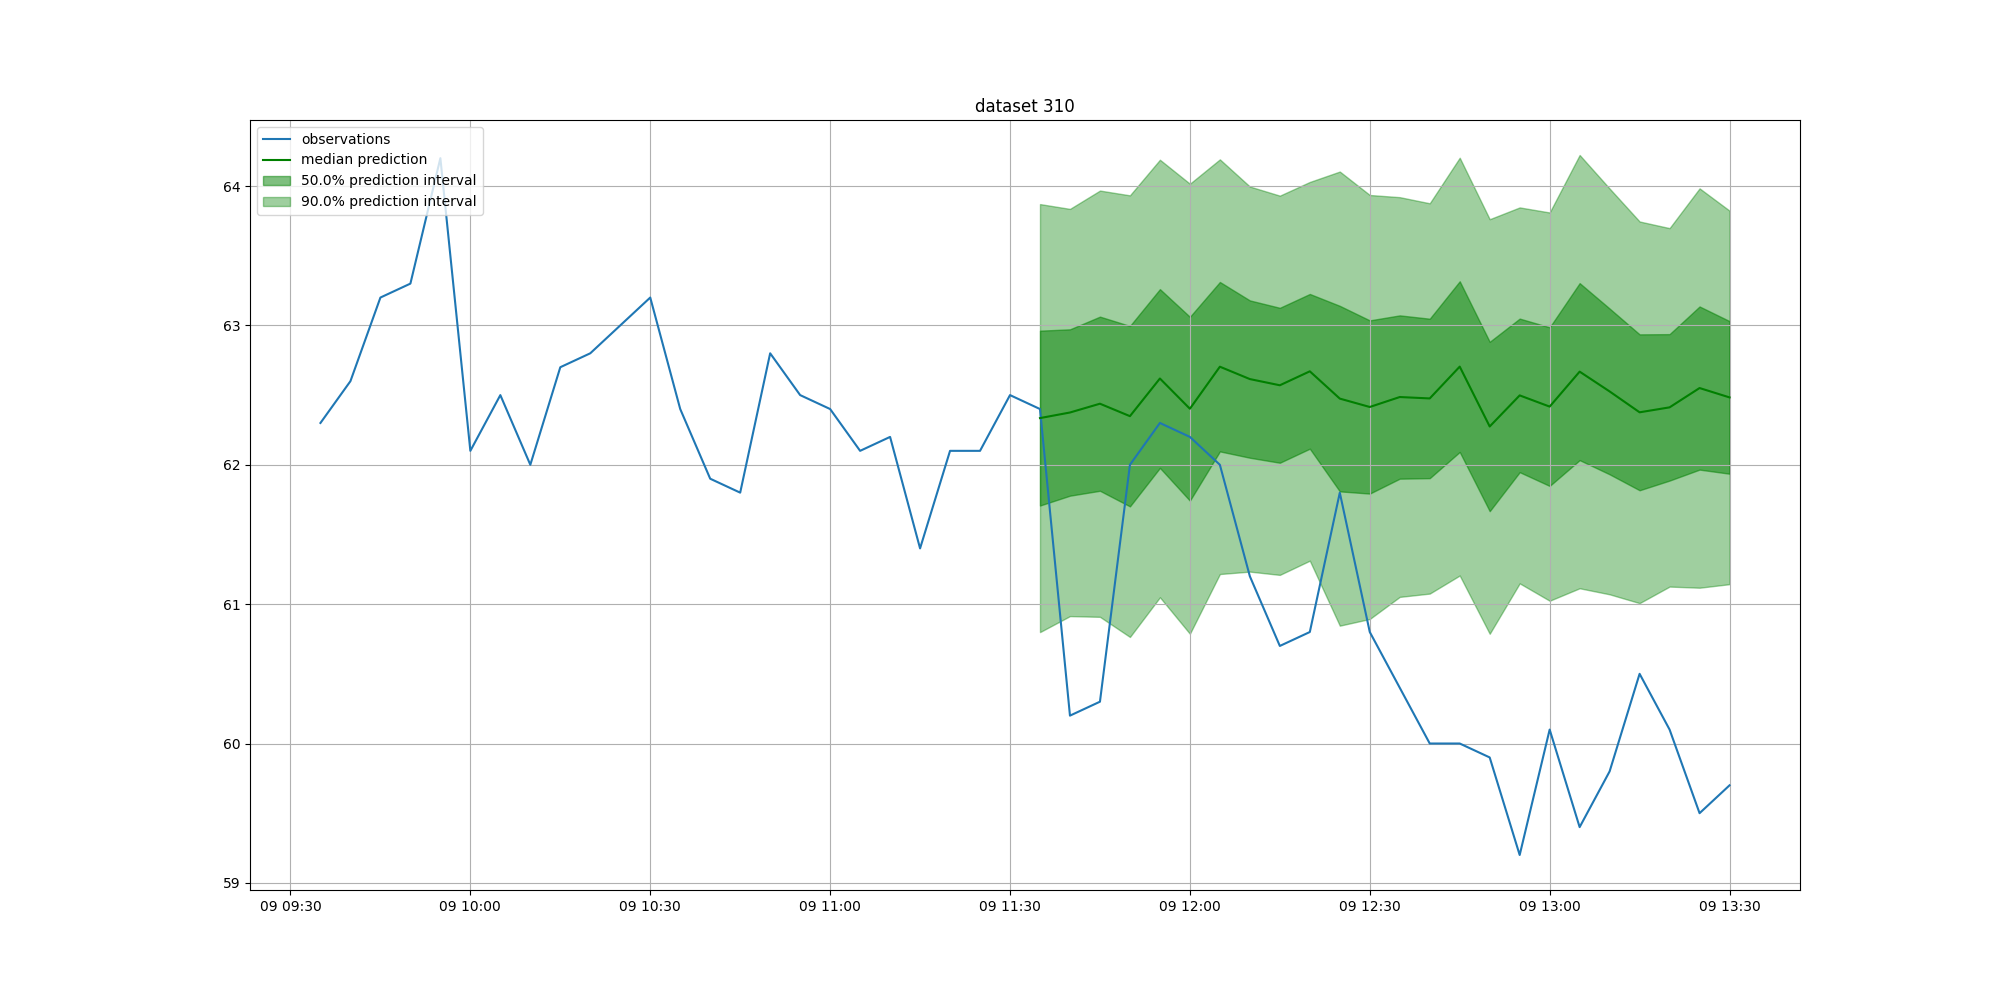 dataset 310
observations
median prediction
50.0% prediction interval
90.0% prediction interval
64
63
62
61
60
59
09 09:30 09 10:00 09 10:30 09 11:00 09 11:30 09 12:00 09 12:30 09 13:00 09 13:30